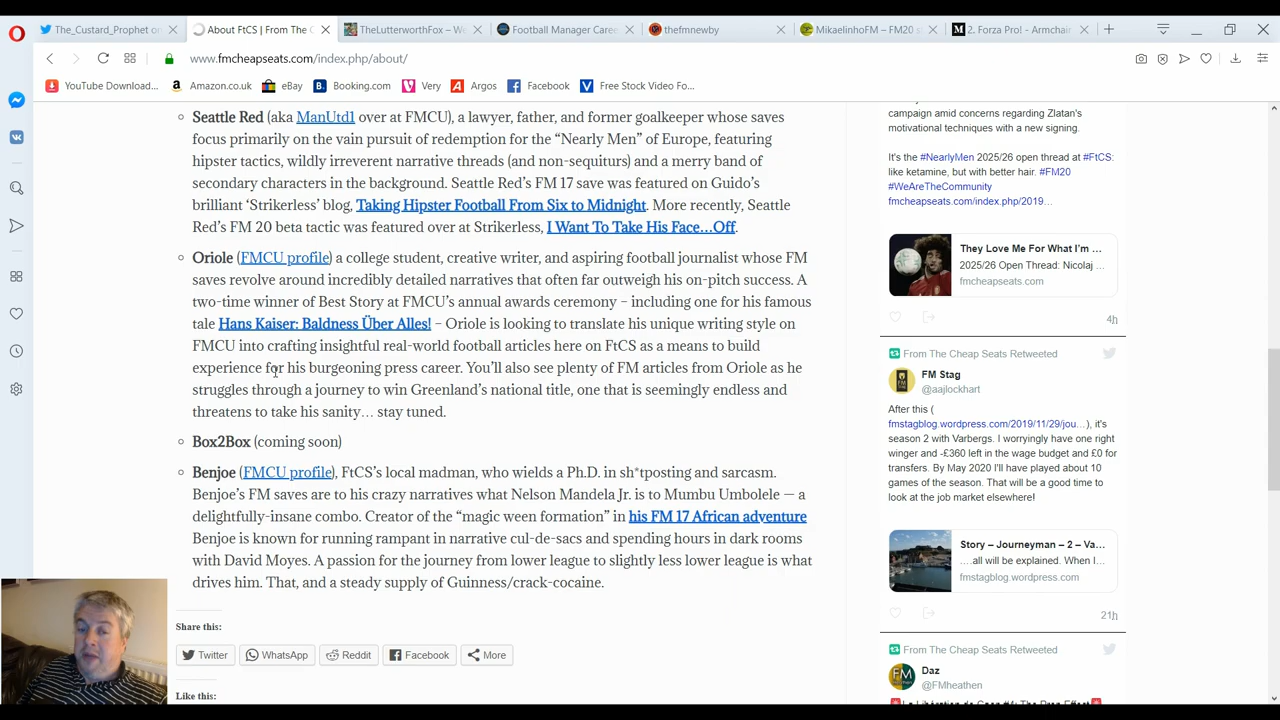 The_Custard_Prophet on
About FtCS | From The C
TheLutterworthFox – We
Football Manager Caree
thefmnewby
MikaelinhoFM – FM20 s
2. Forza Pro! - Armchair
www.fmcheapseats.com/index.php/about/
YouTube Download...
Amazon.co.uk
eBay
Booking.com
Very
Argos
Facebook
Free Stock Video Fo...
Seattle Red (aka ManUtd1 over at FMCU), a lawyer, father, and former goalkeeper whose saves
focus primarily on the vain pursuit of redemption for the “Nearly Men” of Europe, featuring
hipster tactics, wildly irreverent narrative threads (and non-sequiturs) and a merry band of
secondary characters in the background. Seattle Red’s FM 17 save was featured on Guido’s
brilliant ‘Strikerless’ blog, Taking Hipster Football From Six to Midnight. More recently, Seattle
Red’s FM 20 beta tactic was featured over at Strikerless, I Want To Take His Face…Off.
Oriole (FMCU profile) a college student, creative writer, and aspiring football journalist whose FM
saves revolve around incredibly detailed narratives that often far outweigh his on-pitch success. A
two-time winner of Best Story at FMCU’s annual awards ceremony – including one for his famous
tale Hans Kaiser: Baldness Über Alles! – Oriole is looking to translate his unique writing style on
FMCU into crafting insightful real-world football articles here on FtCS as a means to build
experience for his burgeoning press career. You’ll also see plenty of FM articles from Oriole as he
struggles through a journey to win Greenland’s national title, one that is seemingly endless and
threatens to take his sanity… stay tuned.
Box2Box (coming soon)
Benjoe (FMCU profile), FtCS’s local madman, who wields a Ph.D. in sh*tposting and sarcasm.
Benjoe’s FM saves are to his crazy narratives what Nelson Mandela Jr. is to Mumbu Umbolele — a
delightfully-insane combo. Creator of the “magic ween formation” in his FM 17 African adventure
Benjoe is known for running rampant in narrative cul-de-sacs and spending hours in dark rooms
with David Moyes. A passion for the journey from lower league to slightly less lower league is what
drives him. That, and a steady supply of Guinness/crack-cocaine.
Share this:
Twitter
WhatsApp
Reddit
Facebook
More
Like this:
campaign amid concerns regarding Zlatan's
motivational techniques with a new signing.
It's the #NearlyMen 2025/26 open thread at #FtCS:
like ketamine, but with better hair. #FM20
#WeAreTheCommunity
fmcheapseats.com/index.php/2019…
They Love Me For What I’m ...
2025/26 Open Thread: Nicolaj ...
fmcheapseats.com
4h
From The Cheap Seats Retweeted
FM Stag
@aajlockhart
After this (
fmstagblog.wordpress.com/2019/11/29/jou…), it's
season 2 with Varbergs. I worryingly have one right
winger and -£360 left in the wage budget and £0 for
transfers. By May 2020 I'll have played about 10
games of the season. That will be a good time to
look at the job market elsewhere!
Story – Journeyman – 2 – Va...
….all will be explained. When I...
fmstagblog.wordpress.com
21h
From The Cheap Seats Retweeted
Daz
@FMheathen